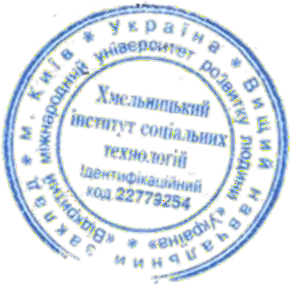 * Україна * Вищий навчальний заклад * м. Київ
міжнародний університет розвитку людини «Україна» * «Відкритий
Хмельницький
інститут соціальних
технологій
Ідентифікаційний
код 22779254